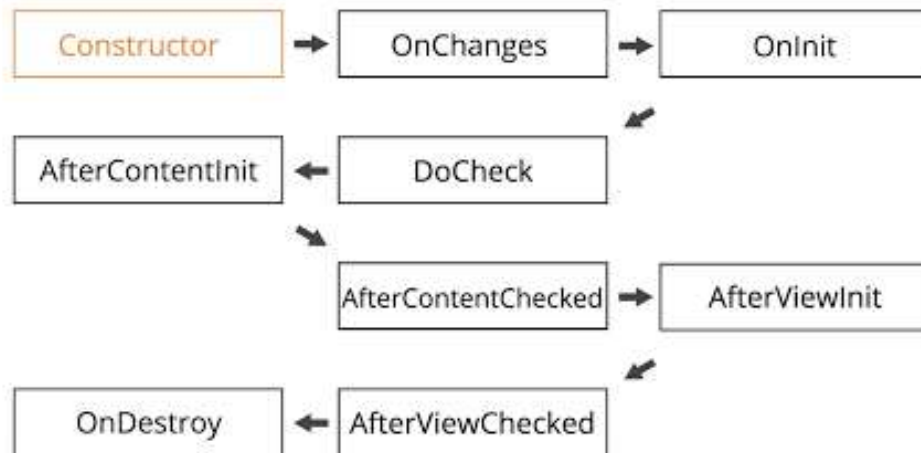 Constructor
OnChanges
OnInit
DoCheck
AfterContentInit
AfterContentChecked
AfterViewInit
AfterViewChecked
OnDestroy